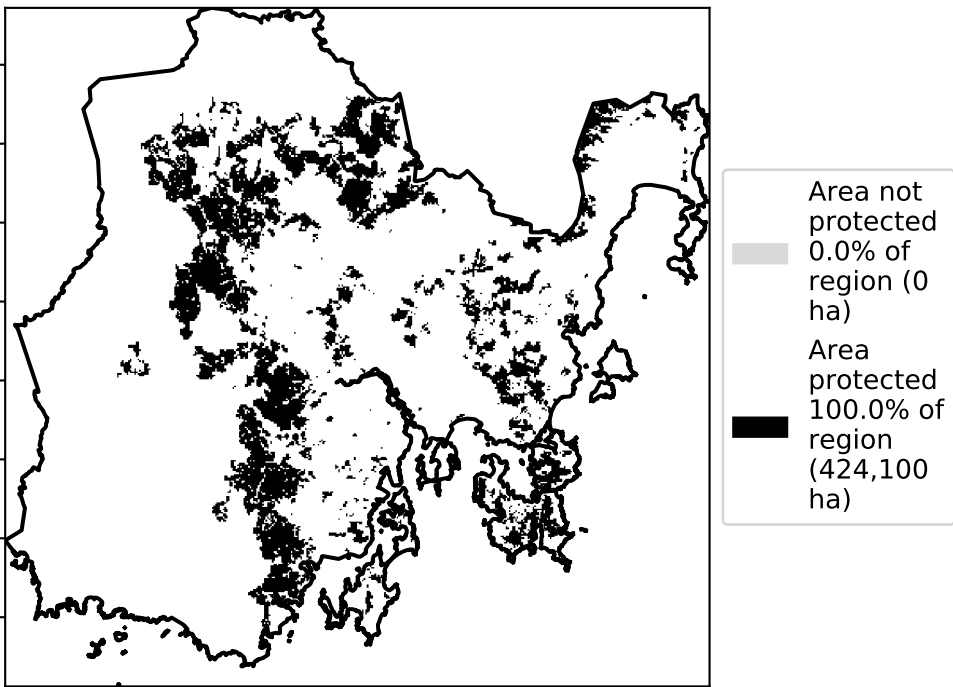 Area not
protected
0.0% of
region (0
ha)
Area
protected
100.0% of
region
(424,100
ha)